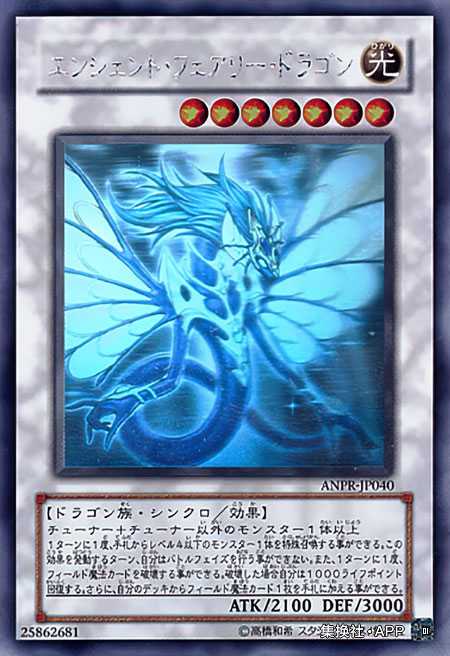 エンシェント・フェアリー・ドラゴン
光
ひかり
ANPR-JP040
【ドラゴン族・シンクロ/効果】
チューナー+チューナー以外のモンスター1体以上
1ターンに1度、手札からレベル4以下のモンスター1体を特殊召喚する事ができる。この
効果を発動するターン、自分はバトルフェイズを行う事ができない。また、1ターンに1度、
フィールド魔法カードを破壊する事ができる。破壊した場合自分は1000ライフポイント
回復する。さらに、自分のデッキからフィールド魔法カード1枚を手札に加える事ができる。
ATK/2100 DEF/3000
25862681
©高橋和希 スタ
集換社・APP